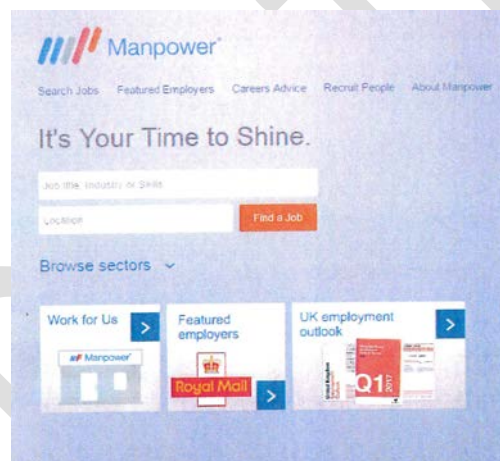 Manpower
Search Jobs Featured Employers Careers Advice Recruit People About Manpower
It's Your Time to Shine.
Job title, Industry or Skills
Location
Find a Job
Browse sectors
Work for Us
Manpower
Featured employers
Royal Mail
UK employment outlook
Q1
2017